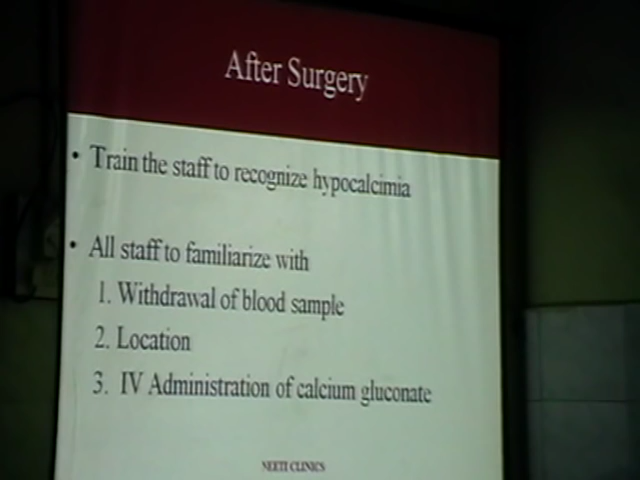 After Surgery
• Train the staff to recognize hypocalcimia
• All staff to familiarize with
1. Withdrawal of blood sample
2. Location
3. IV Administration of calcium gluconate
NEETI CLINICS